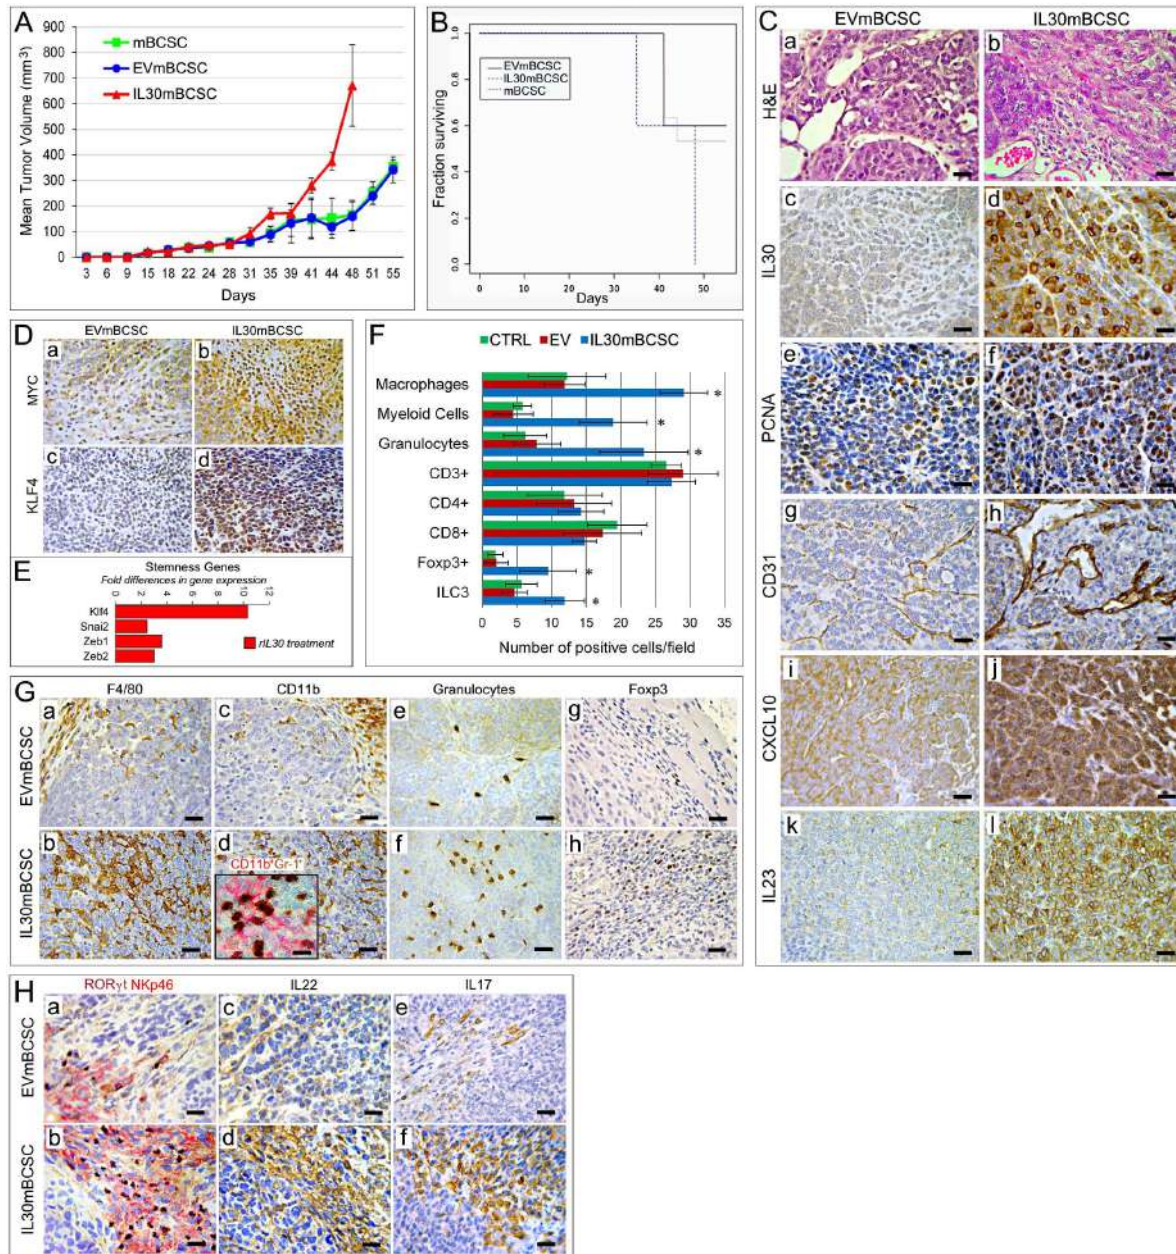 A
Mean Tumor Volume (mm³)
900
800
700
600
500
400
300
200
100
0
mBCSC
EVmBCSC
IL30mBCSC
3 6 9 15 18 22 24 28 31 35 39 41 44 48 51 55
Days
B
Fraction surviving
1.0
0.8
0.6
0.4
0.2
0.0
EVmBCSC
IL30mBCSC
mBCSC
0 10 20 30 40 50
Days
C
EVmBCSC IL30mBCSC
H&E
a b
IL30
c d
PCNA
e f
CD31
g h
CXCL10
i j
IL23
k l
D
EVmBCSC IL30mBCSC
MYC
a b
KLF4
c d
E
Stemness Genes
Fold differences in gene expression
0 2 4 6 8 10 12
Klf4
Snai2
Zeb1
Zeb2
rIL30 treatment
F
CTRL EV IL30mBCSC
Macrophages *
Myeloid Cells *
Granulocytes *
CD3+
CD4+
CD8+
Foxp3+ *
ILC3 *
0 5 10 15 20 25 30 35
Number of positive cells/field
G
F4/80 CD11b Granulocytes Foxp3
EVmBCSC
a c e g
IL30mBCSC
b d f h
CD11b+Gr-1+
H
RORγt NKp46 IL22 IL17
EVmBCSC
a c e
IL30mBCSC
b d f